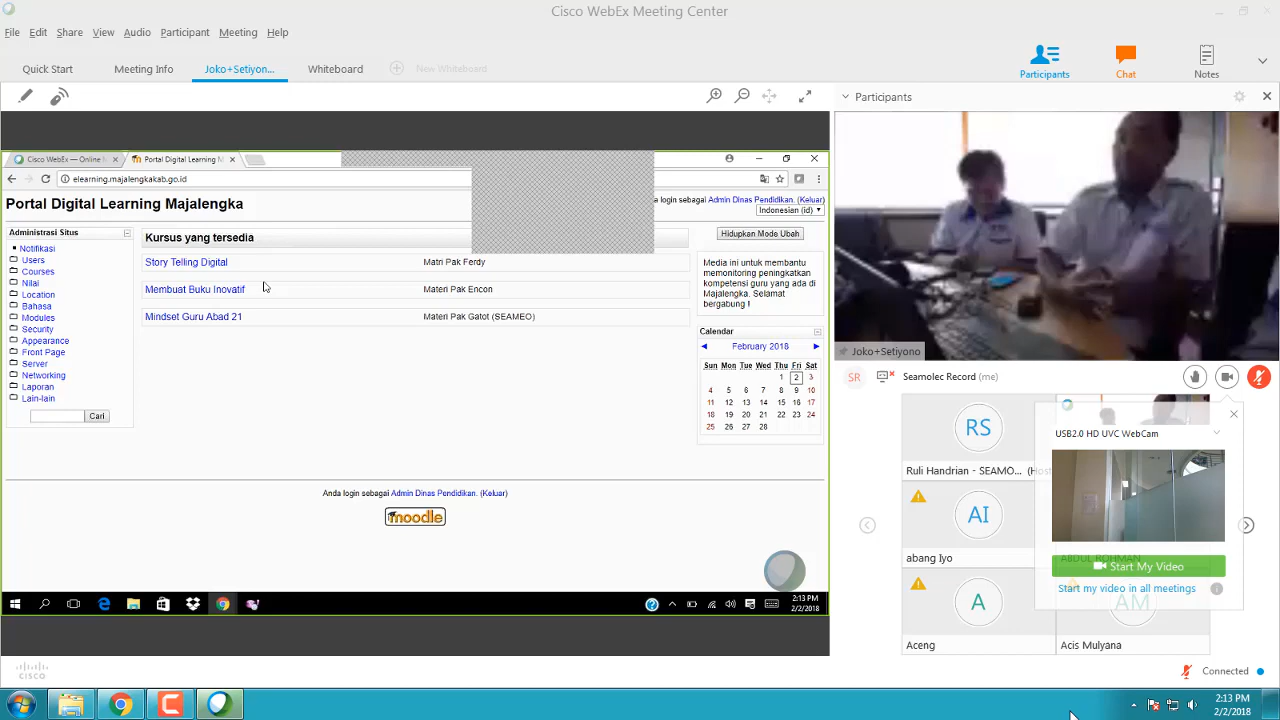 Cisco WebEx Meeting Center
File Edit Share View Audio Participant Meeting Help
Quick Start Meeting Info Joko+Setiyon... Whiteboard New Whiteboard
Participants Chat Notes
Participants
Cisco WebEx — Online M Portal Digital Learning M
elearning.majalengkakab.go.id
Portal Digital Learning Majalengka
a login sebagai Admin Dinas Pendidikan. (Keluar)
Indonesian (id)
Administrasi Situs
Notifikasi
Users
Courses
Nilai
Location
Bahasa
Modules
Security
Appearance
Front Page
Server
Networking
Laporan
Lain-lain
Cari
Kursus yang tersedia
Story Telling Digital Matri Pak Ferdy
Membuat Buku Inovatif Materi Pak Encon
Mindset Guru Abad 21 Materi Pak Gatot (SEAMEO)
Hidupkan Mode Ubah
Media ini untuk membantu
memonitoring peningkatkan
kompetensi guru yang ada di
Majalengka. Selamat
bergabung !
Calendar
February 2018
Sun Mon Tue Wed Thu Fri Sat
1 2 3
4 5 6 7 8 9 10
11 12 13 14 15 16 17
18 19 20 21 22 23 24
25 26 27 28
Anda login sebagai Admin Dinas Pendidikan. (Keluar)
moodle
2:13 PM
2/2/2018
Joko+Setiyono
SR Seamolec Record (me)
RS
Ruli Handrian - SEAMO... (Host
AI
abang Iyo
A
Aceng
USB2.0 HD UVC WebCam
ABDUL ROHMAN
Start My Video
Start my video in all meetings
AM
Acis Mulyana
cisco
Connected
2:13 PM
2/2/2018